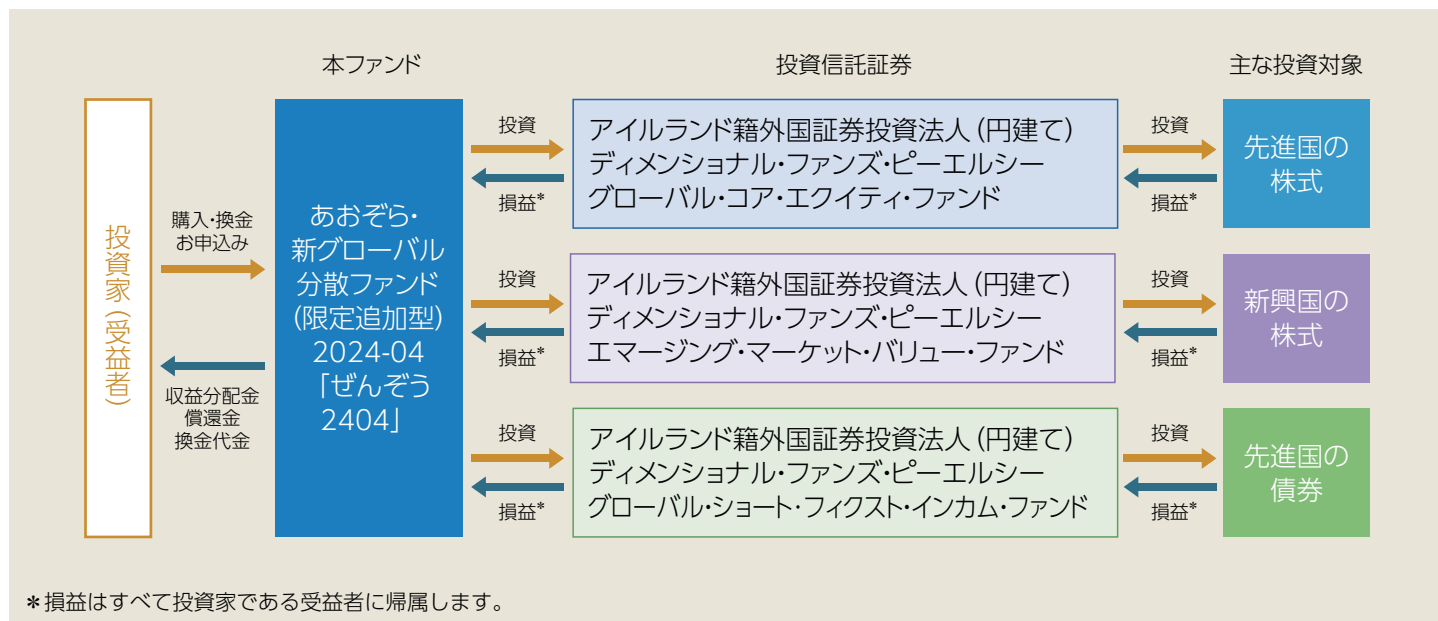 本ファンド
投資信託証券
主な投資対象
投資家（受益者）
購入・換金
お申込み
収益分配金
償還金
換金代金
あおぞら・
新グローバル
分散ファンド
（限定追加型）
2024-04
「ぜんぞう
2404」
投資
損益*
アイルランド籍外国証券投資法人（円建て）
ディメンショナル・ファンズ・ピーエルシー
グローバル・コア・エクイティ・ファンド
投資
損益*
先進国の
株式
投資
損益*
アイルランド籍外国証券投資法人（円建て）
ディメンショナル・ファンズ・ピーエルシー
エマージング・マーケット・バリュー・ファンド
投資
損益*
新興国の
株式
投資
損益*
アイルランド籍外国証券投資法人（円建て）
ディメンショナル・ファンズ・ピーエルシー
グローバル・ショート・フィクスト・インカム・ファンド
投資
損益*
先進国の
債券
*損益はすべて投資家である受益者に帰属します。